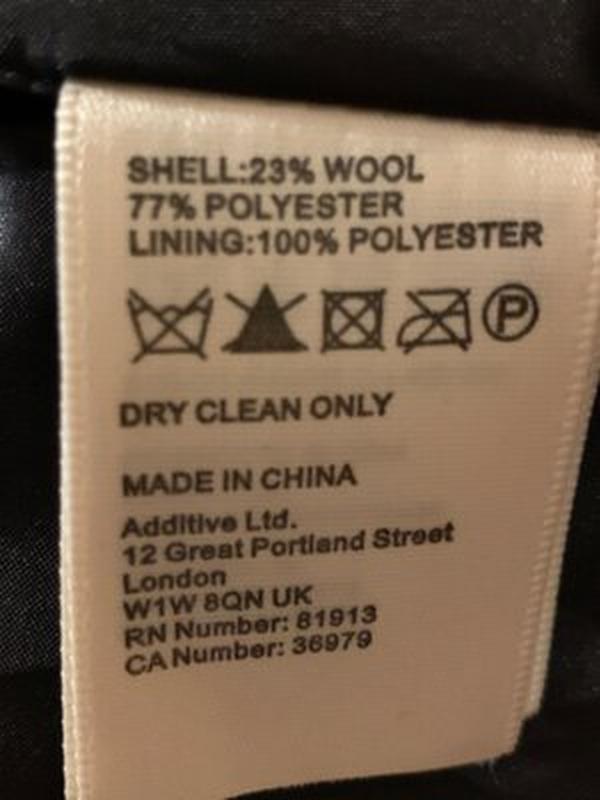 SHELL:23% WOOL
77% POLYESTER
LINING:100% POLYESTER
P
DRY CLEAN ONLY
MADE IN CHINA
Additive Ltd.
12 Great Portland Street
London
W1W 8QN UK
RN Number: 81913
CA Number: 36979